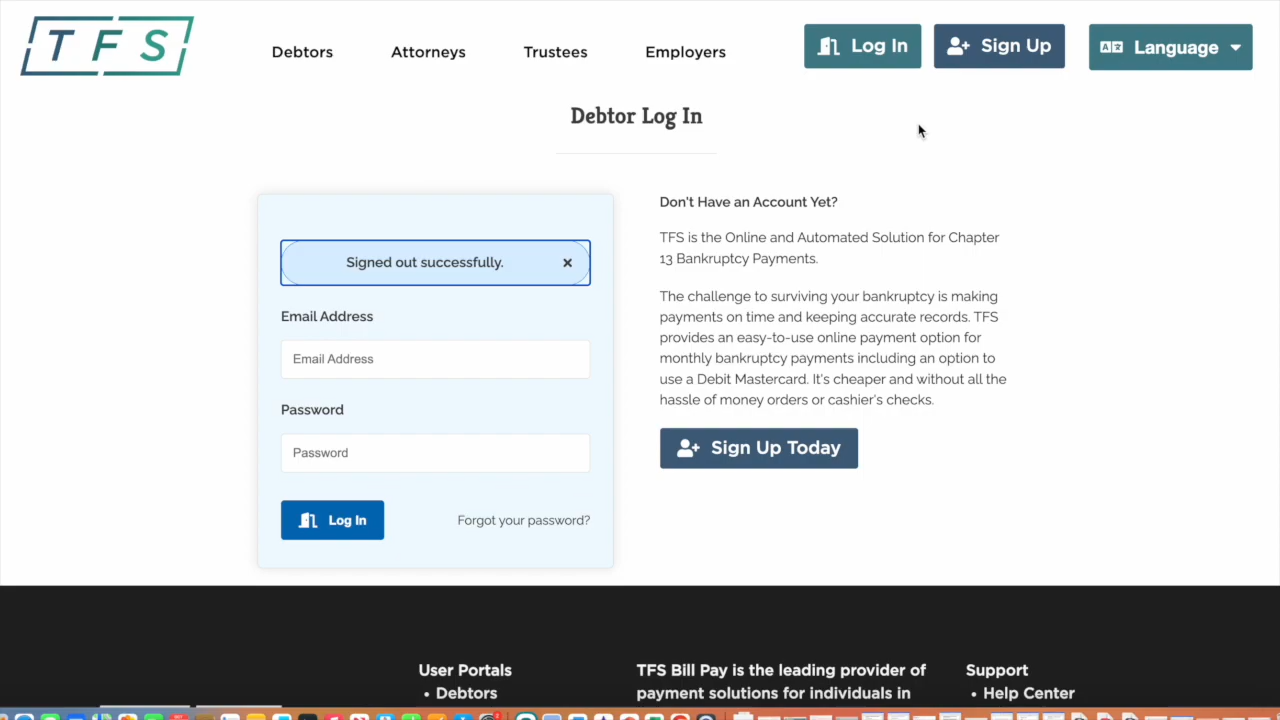 TFS
Debtors
Attorneys
Trustees
Employers
Log In
Sign Up
Language
Debtor Log In
Signed out successfully.
Email Address
Email Address
Password
Password
Log In
Forgot your password?
Don't Have an Account Yet?
TFS is the Online and Automated Solution for Chapter
13 Bankruptcy Payments.
The challenge to surviving your bankruptcy is making
payments on time and keeping accurate records. TFS
provides an easy-to-use online payment option for
monthly bankruptcy payments including an option to
use a Debit Mastercard. It's cheaper and without all the
hassle of money orders or cashier's checks.
Sign Up Today
User Portals
• Debtors
TFS Bill Pay is the leading provider of
payment solutions for individuals in
Support
• Help Center